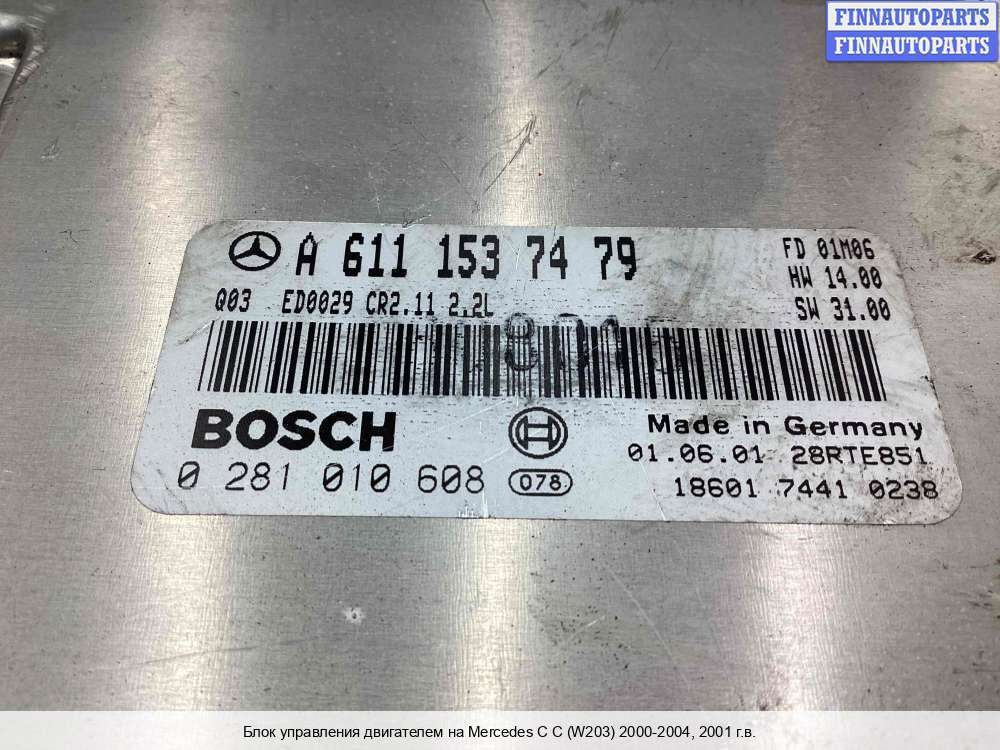 FINNAUTOPARTS
FINNAUTOPARTS
A 611 153 74 79
FD 01M06
HW 14.00
Q03 ED0029 CR2.11 2,2L
SW 31.00
BOSCH
Made in Germany
0 281 010 608
078
01.06.01 28RTE851
18601 7441 0238
Блок управления двигателем на Mercedes C C (W203) 2000-2004, 2001 г.в.